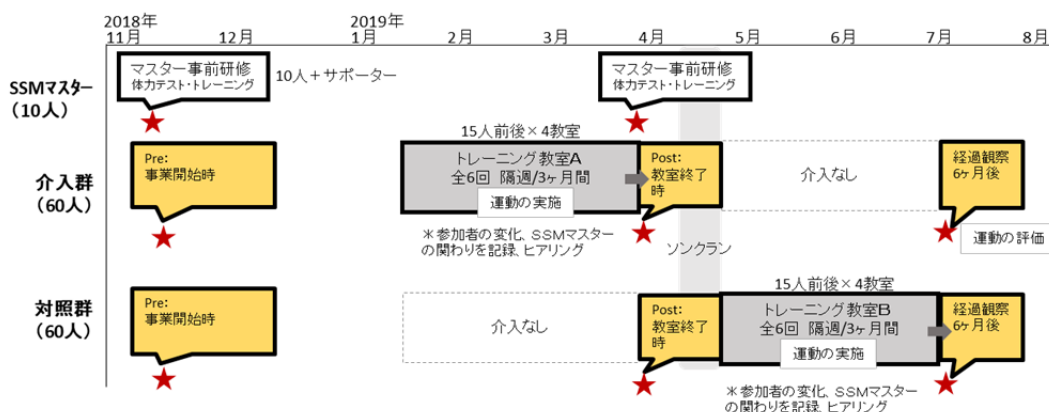 2018年
2019年
11月
12月
1月
2月
3月
4月
5月
6月
7月
8月
SSMマスター
(10人)
マスター事前研修
体力テスト・トレーニング
10人＋サポーター
マスター事前研修
体力テスト・トレーニング
介入群
(60人)
Pre:
事業開始時
15人前後×4教室
トレーニング教室A
全6回 隔週/3ヶ月間
運動の実施
＊参加者の変化、SSMマスター
の関わりを記録、ヒアリング
Post:
教室終了
時
介入なし
経過観察
6ヶ月後
運動の評価
ソンクラン
対照群
(60人)
Pre:
事業開始時
介入なし
Post:
教室終了
時
15人前後×4教室
トレーニング教室B
全6回 隔週/3ヶ月間
運動の実施
＊参加者の変化、SSMマスター
の関わりを記録、ヒアリング
経過観察
6ヶ月後